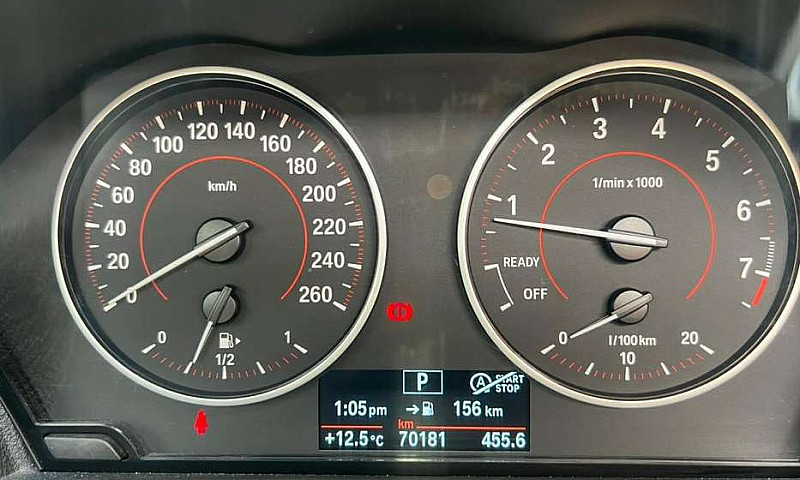 0 20 40 60 80 100 120 140 160 180 200 220 240 260
km/h
0 1/2 1
1 2 3 4 5 6 7
1/min x 1000
READY
OFF
0 10 20
l/100km
P A START
STOP
1:05 pm 156 km
km
+12.5°C 70181 455.6